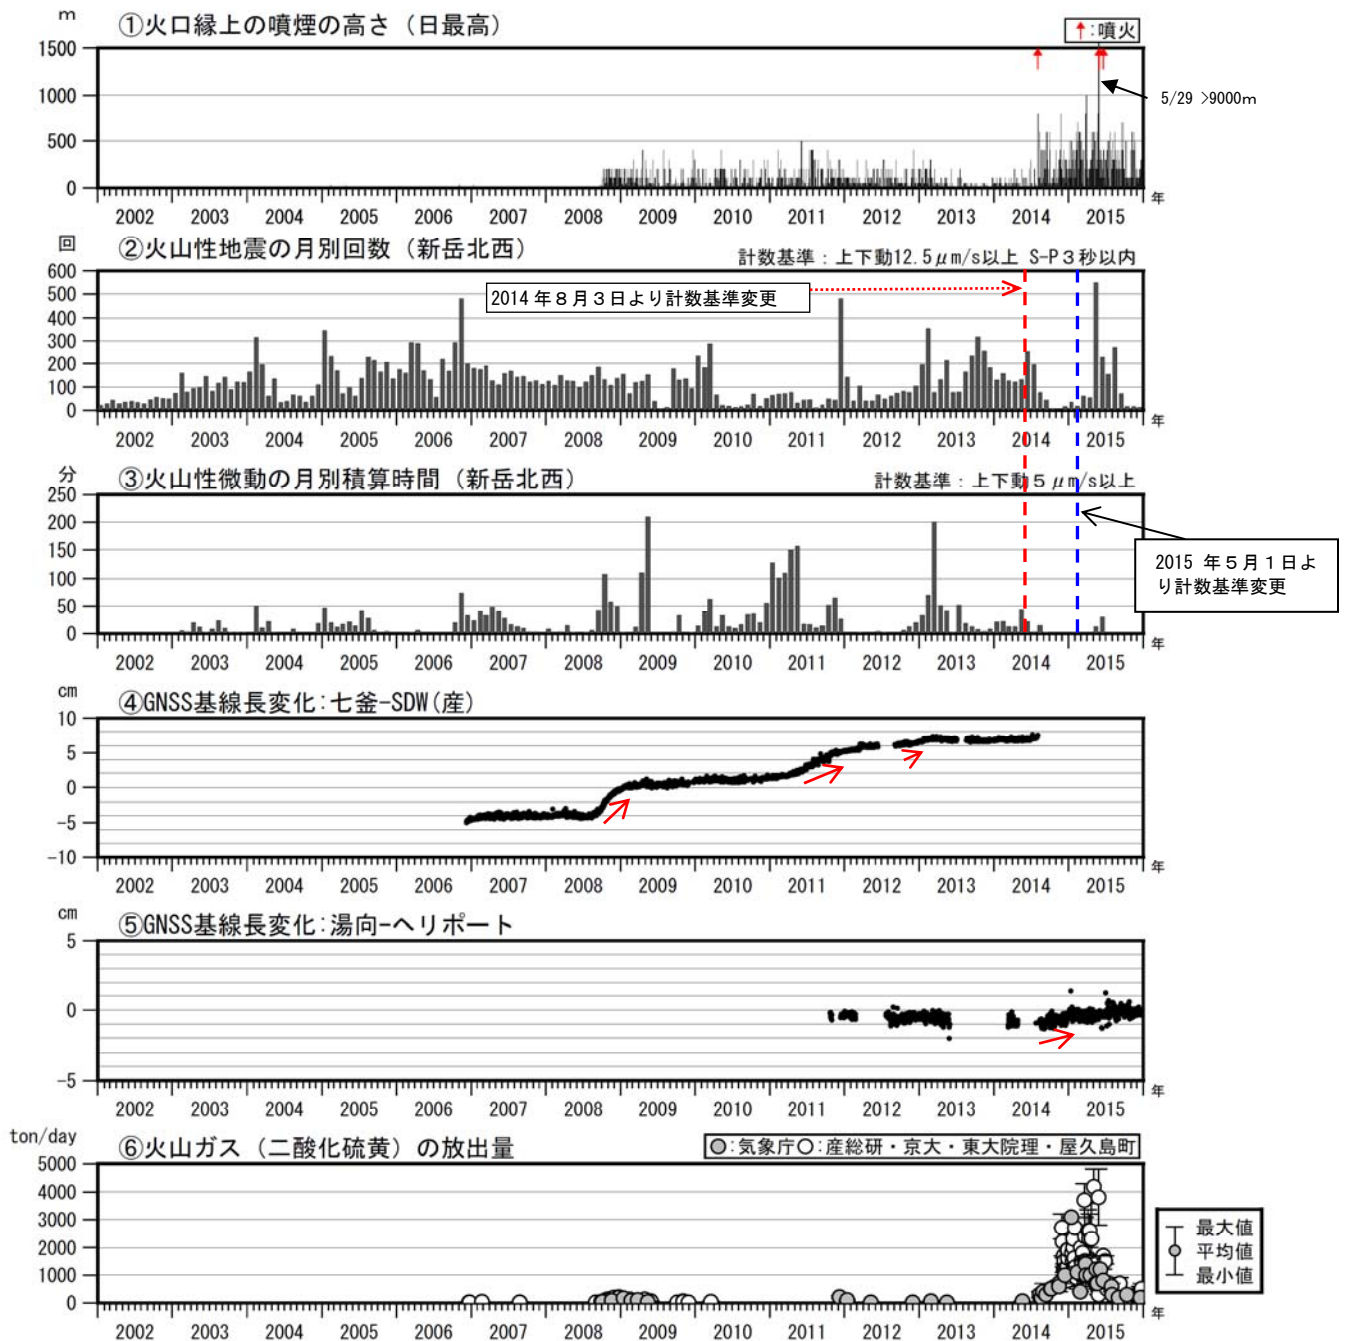 m
①火口縁上の噴煙の高さ（日最高）
↑:噴火
1500
1000
500
0
5/29 >9000m
2002 2003 2004 2005 2006 2007 2008 2009 2010 2011 2012 2013 2014 2015 年
回
②火山性地震の月別回数（新岳北西）
計数基準：上下動12.5μm/s以上 S-P３秒以内
2014年８月３日より計数基準変更
600
500
400
300
200
100
0
2002 2003 2004 2005 2006 2007 2008 2009 2010 2011 2012 2013 2014 2015 年
分
③火山性微動の月別積算時間（新岳北西）
計数基準：上下動５μm/s以上
250
200
150
100
50
0
2015 年５月１日よ
り計数基準変更
2002 2003 2004 2005 2006 2007 2008 2009 2010 2011 2012 2013 2014 2015 年
cm
④GNSS基線長変化:七釜-SDW(産)
10
5
0
-5
-10
2002 2003 2004 2005 2006 2007 2008 2009 2010 2011 2012 2013 2014 2015 年
cm
⑤GNSS基線長変化:湯向-ヘリポート
5
0
-5
2002 2003 2004 2005 2006 2007 2008 2009 2010 2011 2012 2013 2014 2015 年
ton/day
⑥火山ガス（二酸化硫黄）の放出量
:気象庁 :産総研・京大・東大院理・屋久島町
5000
4000
3000
2000
1000
0
最大値
平均値
最小値
2002 2003 2004 2005 2006 2007 2008 2009 2010 2011 2012 2013 2014 2015 年